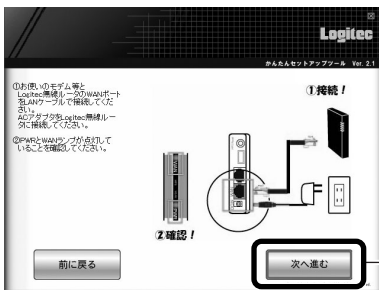 Logitec
かんたんセットアップツール Ver. 2.1
①お使いのモデム等と
Logitec無線ルータのWANポート
をLANケーブルで接続してくだ
さい。
ACアダプタをLogitec無線ルー
タに接続してください。
②PWRとWANランプが点灯して
いることを確認してください。
①接続！
②確認！
前に戻る
次へ進む